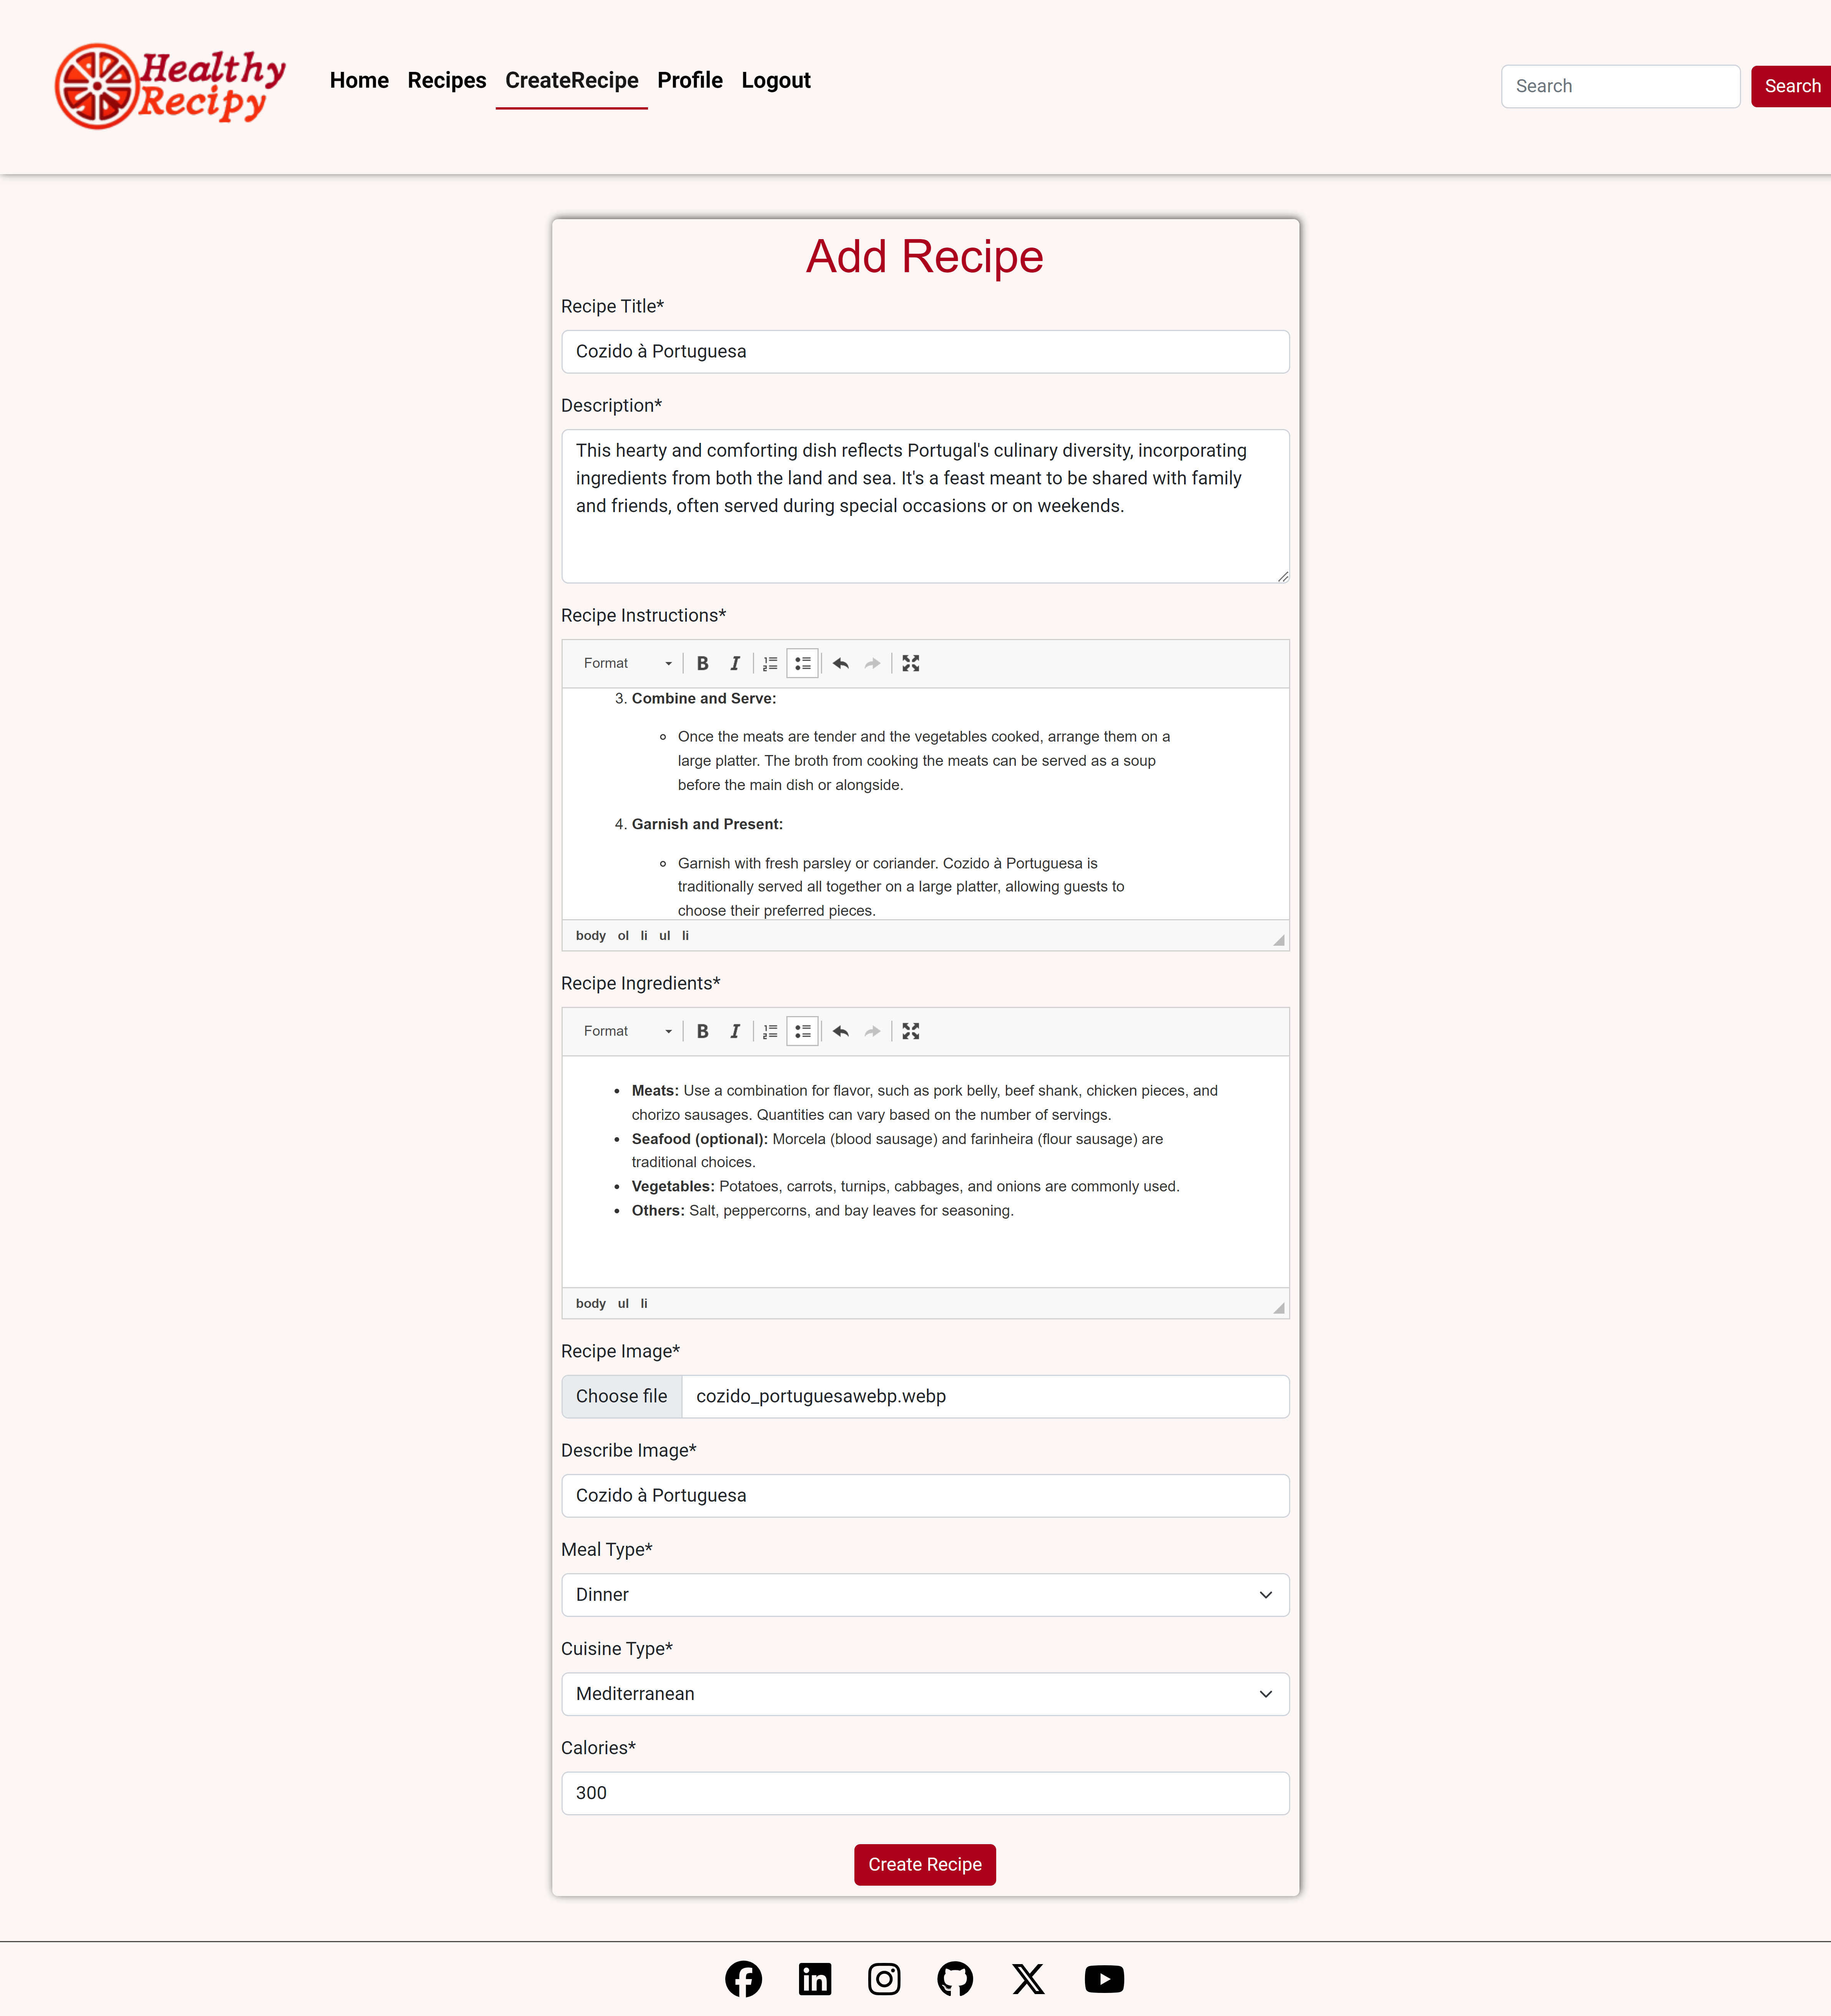 Healthy
Recipy
Home Recipes CreateRecipe Profile Logout
Search
Search
Add Recipe
Recipe Title*
Cozido à Portuguesa
Description*
This hearty and comforting dish reflects Portugal's culinary diversity, incorporating
ingredients from both the land and sea. It's a feast meant to be shared with family
and friends, often served during special occasions or on weekends.
Recipe Instructions*
Format
3. Combine and Serve:
Once the meats are tender and the vegetables cooked, arrange them on a
large platter. The broth from cooking the meats can be served as a soup
before the main dish or alongside.
4. Garnish and Present:
Garnish with fresh parsley or coriander. Cozido à Portuguesa is
traditionally served all together on a large platter, allowing guests to
choose their preferred pieces.
body ol li ul li
Recipe Ingredients*
Format
Meats: Use a combination for flavor, such as pork belly, beef shank, chicken pieces, and
chorizo sausages. Quantities can vary based on the number of servings.
Seafood (optional): Morcela (blood sausage) and farinheira (flour sausage) are
traditional choices.
Vegetables: Potatoes, carrots, turnips, cabbages, and onions are commonly used.
Others: Salt, peppercorns, and bay leaves for seasoning.
body ul li
Recipe Image*
Choose file cozido_portuguesawebp.webp
Describe Image*
Cozido à Portuguesa
Meal Type*
Dinner
Cuisine Type*
Mediterranean
Calories*
300
Create Recipe